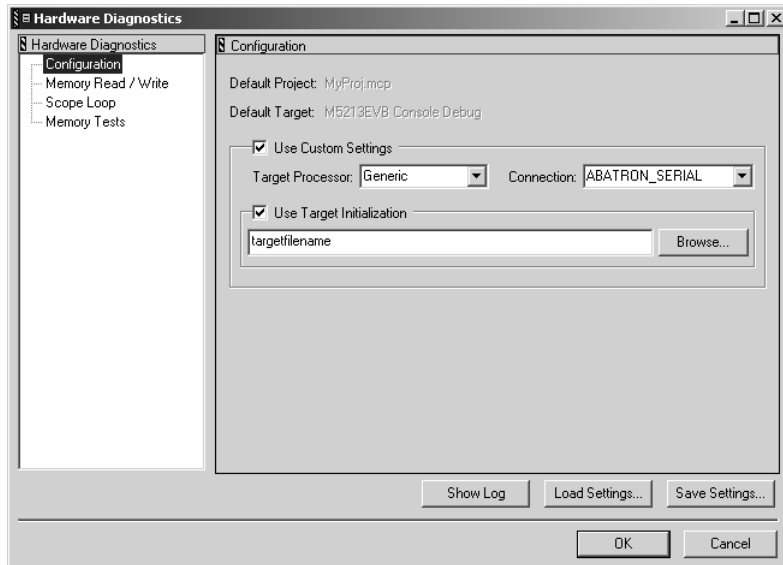 Hardware Diagnostics
Hardware Diagnostics
Configuration
Memory Read / Write
Scope Loop
Memory Tests
Configuration
Default Project: MyProj.mcp
Default Target: M5213EVB Console Debug
Use Custom Settings
Target Processor: Generic Connection: ABATRON_SERIAL
Use Target Initialization
targetfilename Browse...
Show Log Load Settings... Save Settings...
OK Cancel